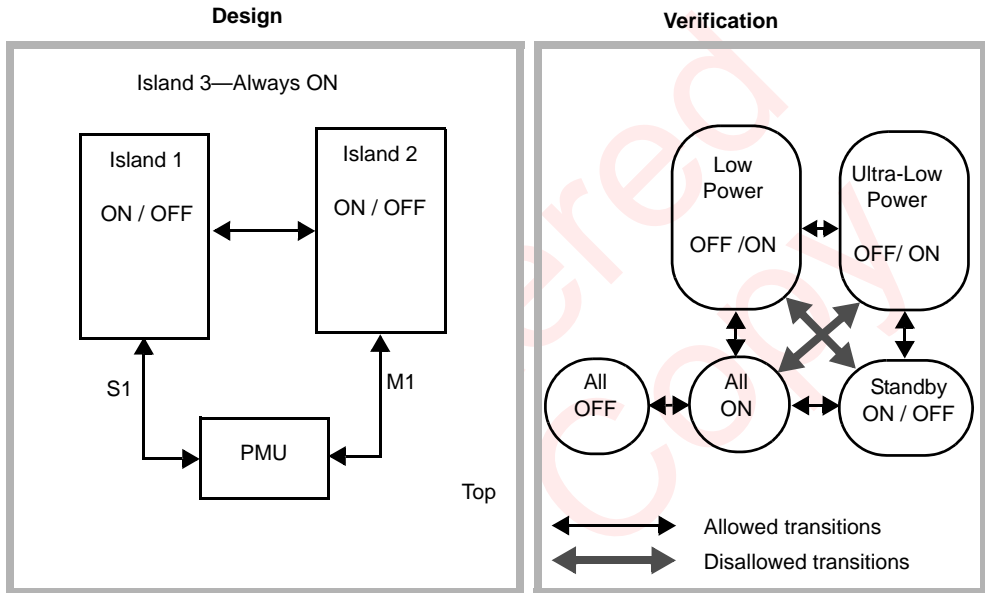 Design
Island 3—Always ON
Island 1
ON / OFF
Island 2
ON / OFF
S1
M1
PMU
Top
Verification
Low
Power
OFF /ON
Ultra-Low
Power
OFF/ ON
All
OFF
All
ON
Standby
ON / OFF
Allowed transitions
Disallowed transitions
ered
Copy